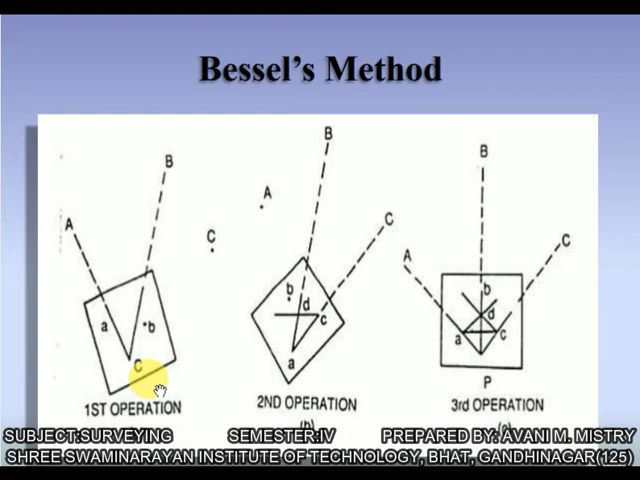 Bessel's Method
B
A
a
b
C
1ST OPERATION
B
A
C
C
b
d
c
a
2ND OPERATION
(b)
B
A
C
b
d
a
c
P
3rd OPERATION
(c)
SUBJECT:SURVEYING SEMESTER:IV PREPARED BY: AVANI M. MISTRY
SHREE SWAMINARAYAN INSTITUTE OF TECHNOLOGY, BHAT, GANDHINAGAR(125)